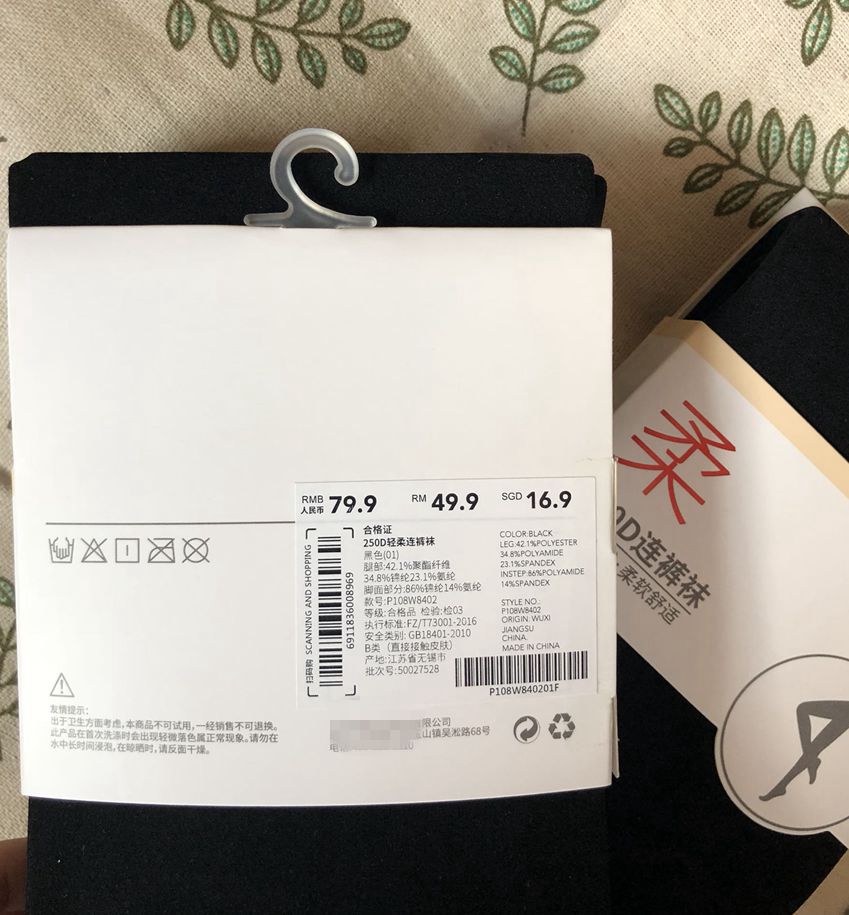 RMB 人民币 79.9 RM 49.9 SGD 16.9
扫码购 SCANNING AND SHOPPING
6911836008969
合格证
250D轻柔连裤袜
黑色(01)
腿部:42.1%聚酯纤维
34.8%锦纶23.1%氨纶
脚面部分:86%锦纶14%氨纶
款号:P108W8402
等级:合格品 检验:检03
执行标准:FZ/T73001-2016
安全类别: GB18401-2010
B类（直接接触皮肤）
产地:江苏省无锡市
批次号:50027528
COLOR:BLACK
LEG:42.1%POLYESTER
34.8%POLYAMIDE
23.1%SPANDEX
INSTEP:86%POLYAMIDE
14%SPANDEX
STYLE NO.:
P108W8402
ORIGIN: WUXI
JIANGSU
CHINA.
MADE IN CHINA
P108W840201F
友情提示:
出于卫生方面考虑,本商品不可试用,一经销售不可退换。
此产品在首次洗涤时会出现轻微落色属正常现象。请勿在
水中长时间浸泡,在晾晒时,请反面干燥。
限公司
山镇吴淞路68号
柔
0D连裤袜
柔软舒适